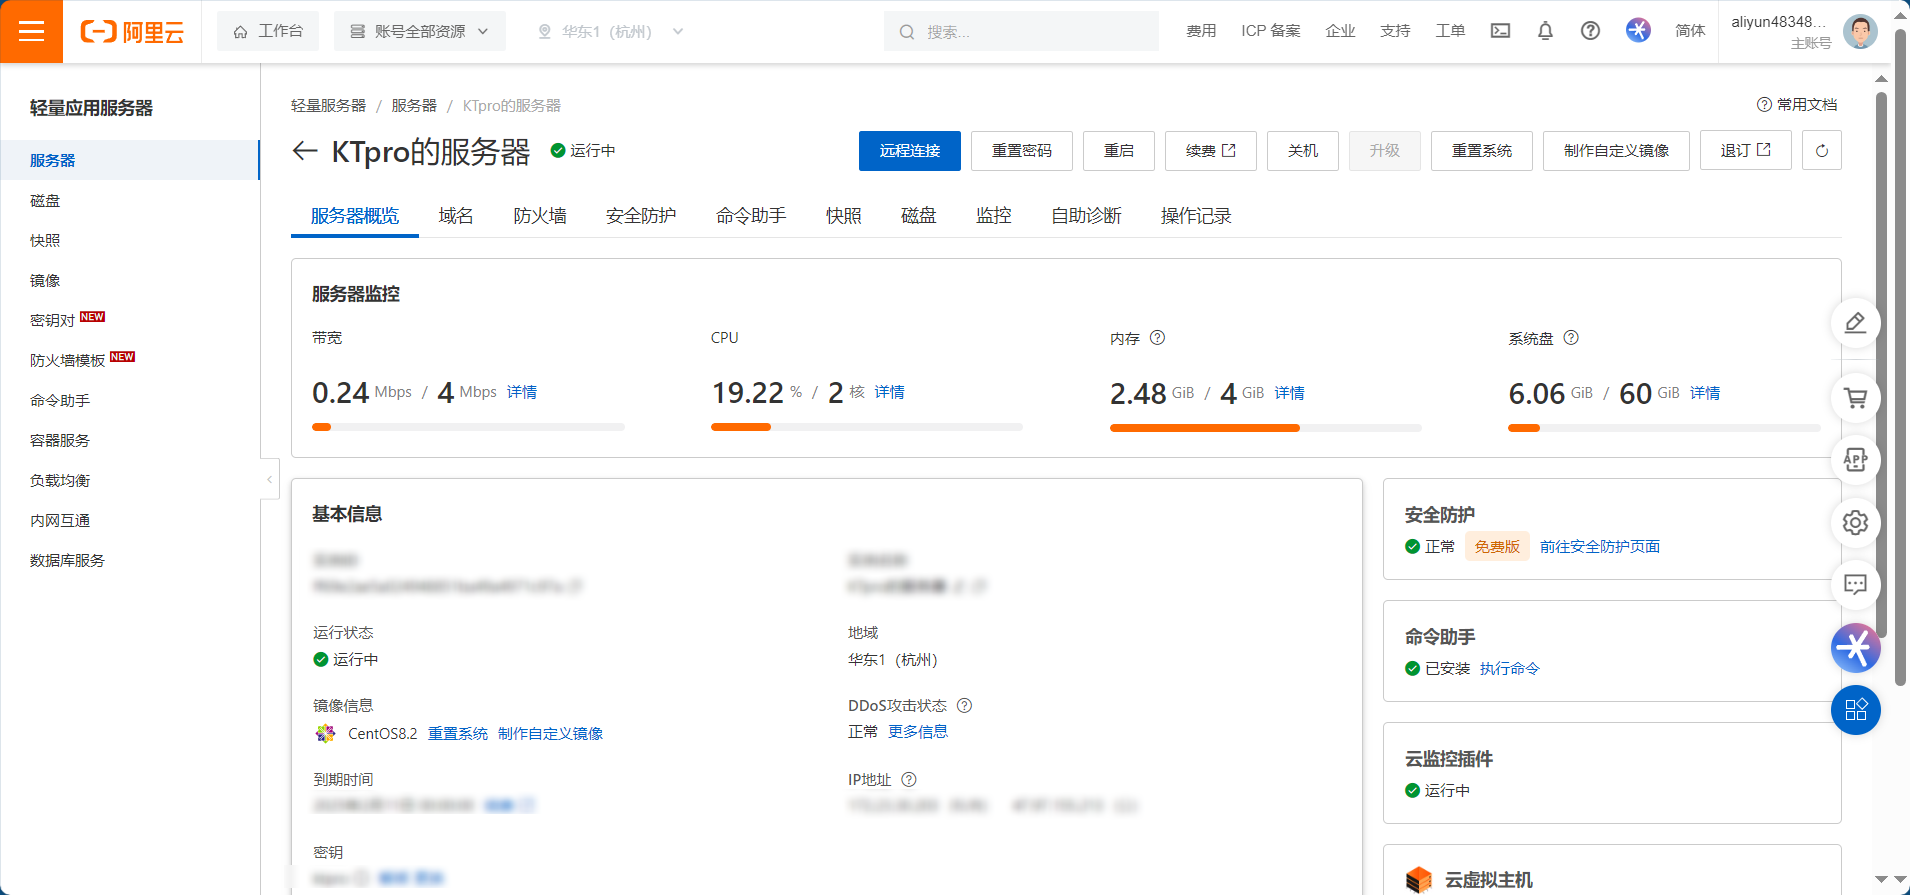 阿里云
工作台
账号全部资源
华东1（杭州）
搜索...
费用
ICP 备案
企业
支持
工单
简体
aliyun48348...
主账号
轻量应用服务器
服务器
磁盘
快照
镜像
密钥对 NEW
防火墙模板 NEW
命令助手
容器服务
负载均衡
内网互通
数据库服务
轻量服务器 / 服务器 / KTpro的服务器
常用文档
KTpro的服务器
运行中
远程连接
重置密码
重启
续费
关机
升级
重置系统
制作自定义镜像
退订
服务器概览
域名
防火墙
安全防护
命令助手
快照
磁盘
监控
自助诊断
操作记录
服务器监控
带宽
0.24 Mbps / 4 Mbps 详情
CPU
19.22 % / 2 核 详情
内存
2.48 GiB / 4 GiB 详情
系统盘
6.06 GiB / 60 GiB 详情
基本信息
运行状态
运行中
地域
华东1（杭州）
镜像信息
CentOS8.2 重置系统 制作自定义镜像
DDoS攻击状态
正常 更多信息
到期时间
IP地址
密钥
安全防护
正常 免费版 前往安全防护页面
命令助手
已安装 执行命令
云监控插件
运行中
云虚拟主机
APP